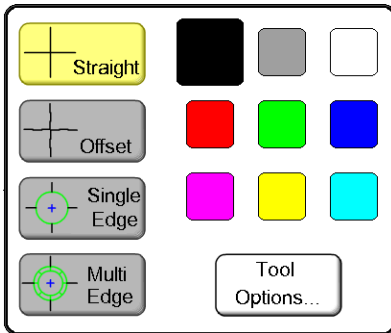 Straight
Offset
Single
Edge
Multi
Edge
Tool
Options...